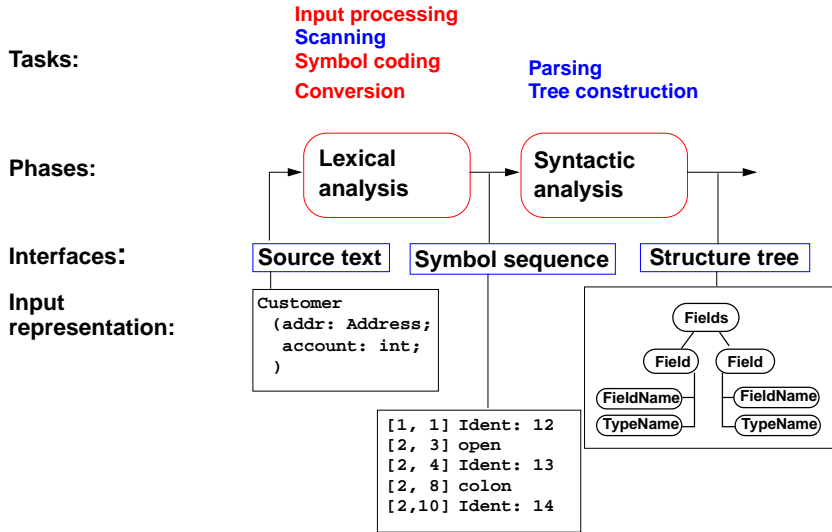 Tasks:
Input processing
Scanning
Symbol coding
Conversion
Parsing
Tree construction
Phases:
Lexical
analysis
Syntactic
analysis
Interfaces:
Source text
Symbol sequence
Structure tree
Input
representation:
Customer
(addr: Address;
account: int;
)
[1, 1] Ident: 12
[2, 3] open
[2, 4] Ident: 13
[2, 8] colon
[2,10] Ident: 14
Fields
Field
Field
FieldName
FieldName
TypeName
TypeName